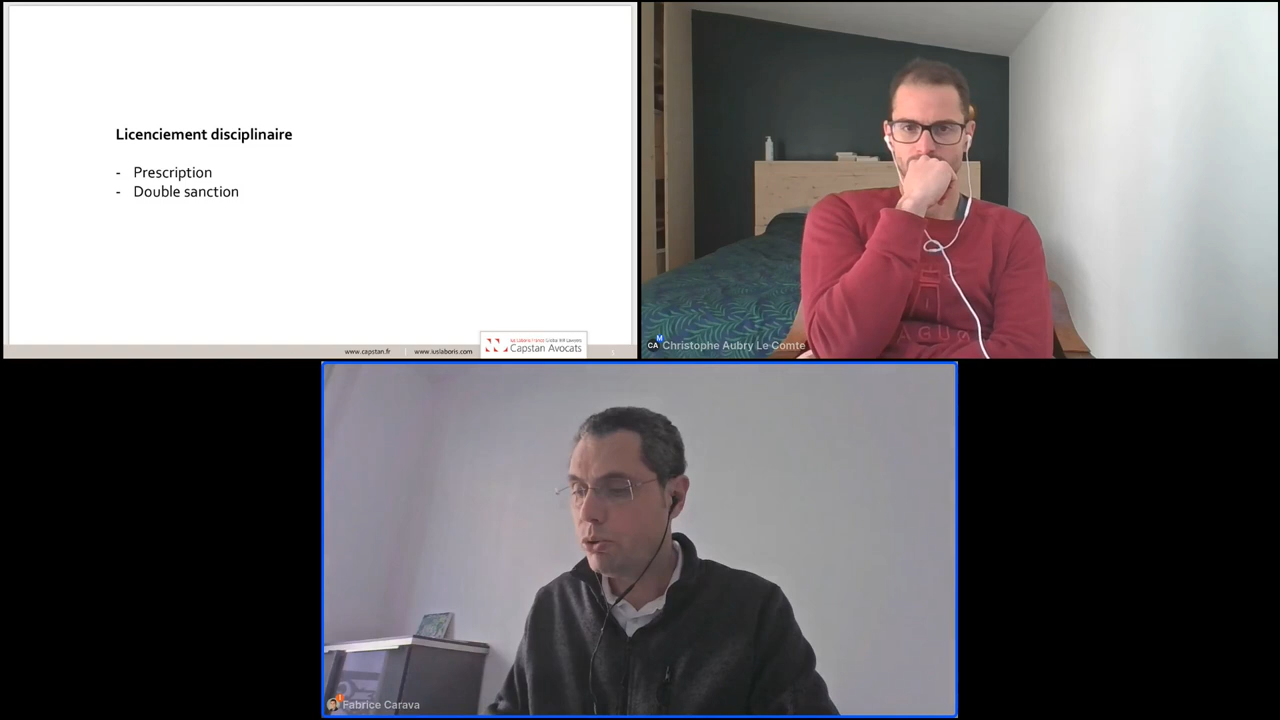 Licenciement disciplinaire
- Prescription
- Double sanction
www.capstan.fr | www.iuslaboris.com
Capstan Avocats
CA
M
Christophe Aubry Le Comte
Fabrice Carava